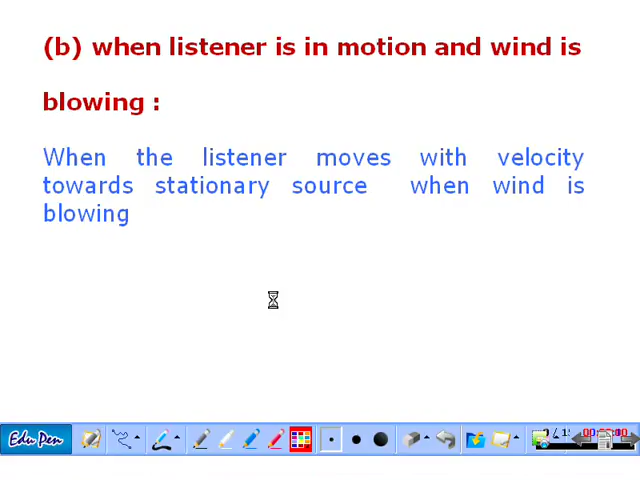 (b) when listener is in motion and wind is
blowing :
When the listener moves with velocity
towards stationary source when wind is
blowing
Edu Pen